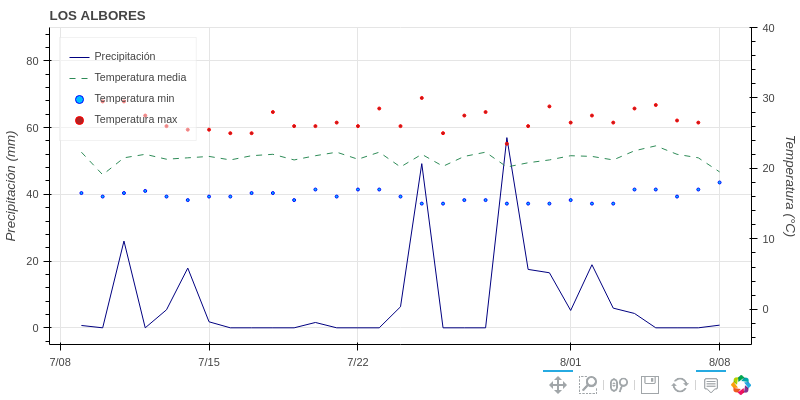 LOS ALBORES
Precipitación
Temperatura media
Temperatura min
Temperatura max
Precipitación (mm)
80
60
40
20
0
Temperatura (°C)
40
30
20
10
0
7/08
7/15
7/22
8/01
8/08